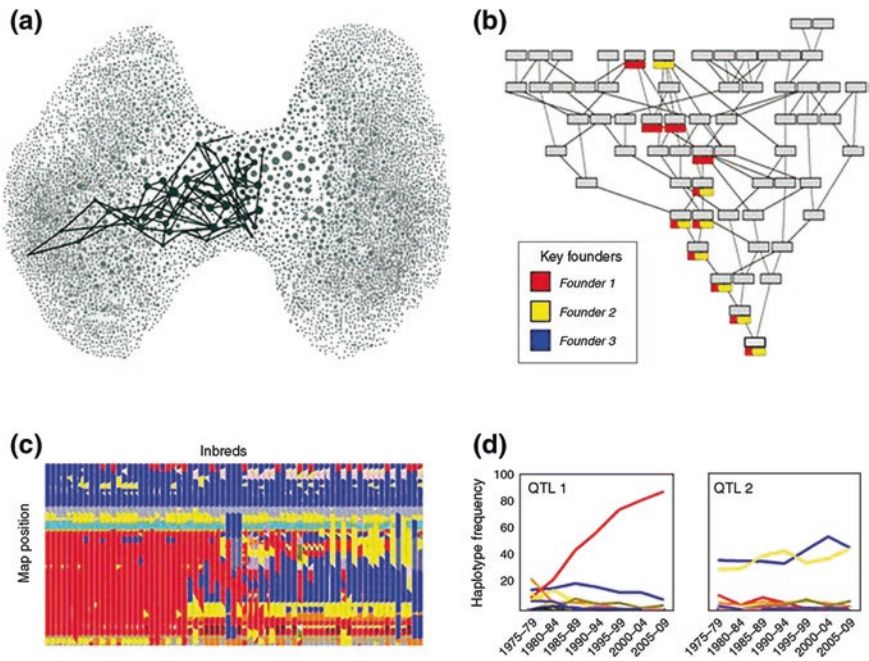 (a)
(b)
Key founders
Founder 1
Founder 2
Founder 3
(c)
Inbreds
Map position
(d)
Haplotype frequency
100
80
60
40
20
QTL 1
1975–79
1980–84
1985–89
1990–94
1995–99
2000–04
2005–09
QTL 2
1975–79
1980–84
1985–89
1990–94
1995–99
2000–04
2005–09